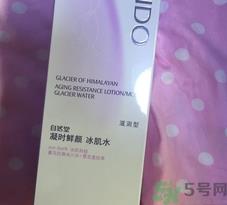 IDO
GLACIER OF HIMALAYAN
AGING RESISTANCE LOTION/MO
GLACIER WATER
滋润型
自然堂
凝时鲜颜 冰肌水
5号网